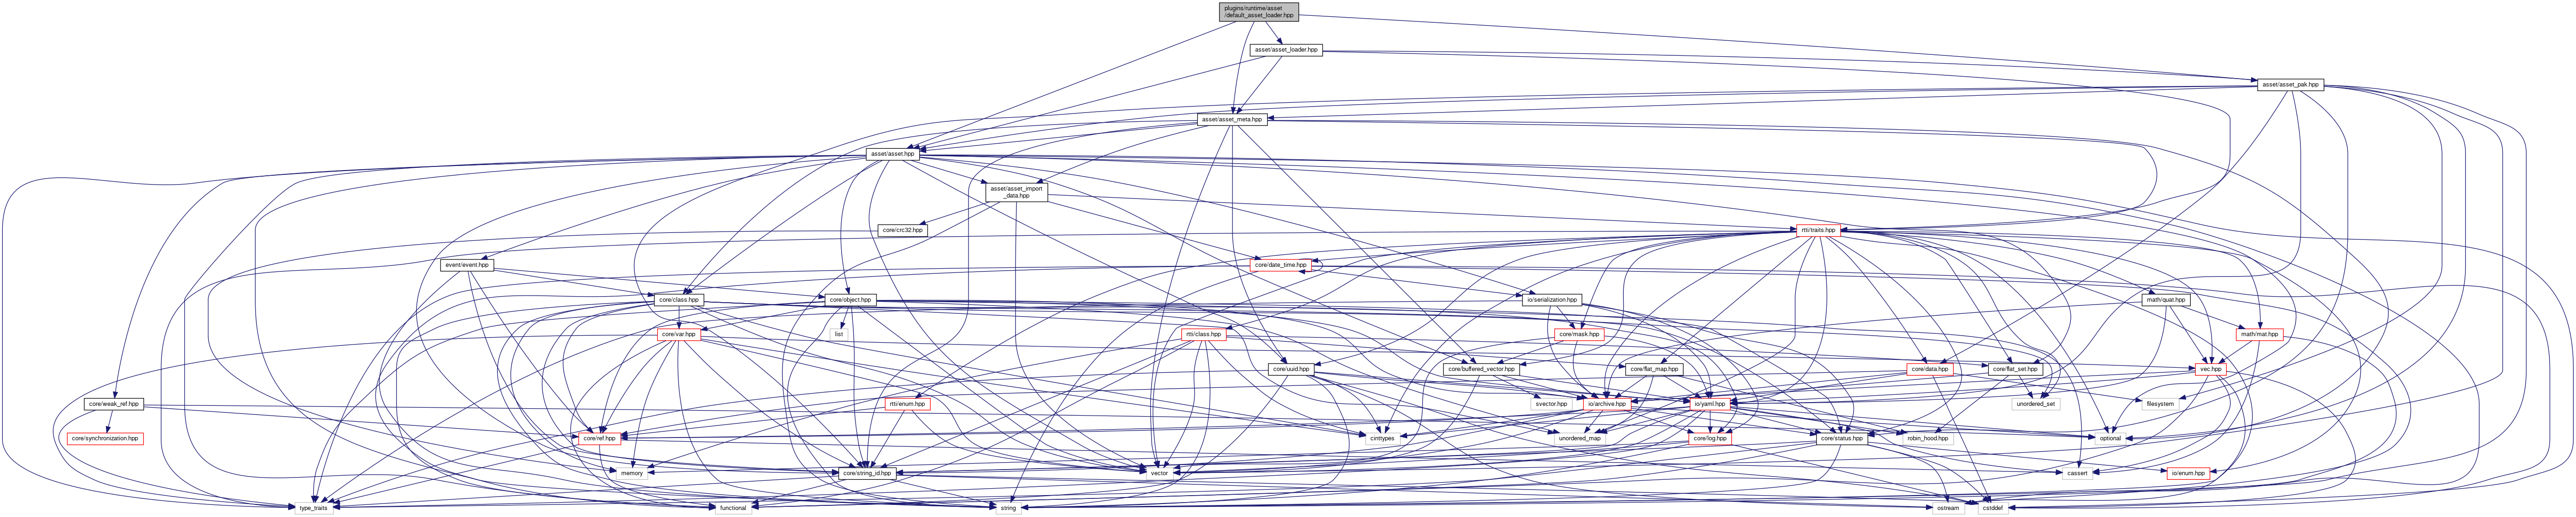 plugins/runtime/asset
/default_asset_loader.hpp
asset/asset_loader.hpp
asset/asset_pak.hpp
asset/asset_meta.hpp
asset/asset.hpp
asset/asset_import
_data.hpp
core/crc32.hpp
rtti/traits.hpp
event/event.hpp
core/date_time.hpp
core/class.hpp
core/object.hpp
io/serialization.hpp
math/quat.hpp
core/var.hpp
list
rtti/class.hpp
core/mask.hpp
math/mat.hpp
core/uuid.hpp
core/buffered_vector.hpp
core/flat_map.hpp
core/data.hpp
core/flat_set.hpp
vec.hpp
core/weak_ref.hpp
rtti/enum.hpp
svector.hpp
io/archive.hpp
io/yaml.hpp
unordered_set
filesystem
core/synchronization.hpp
core/ref.hpp
cinttypes
unordered_map
core/log.hpp
core/status.hpp
robin_hood.hpp
optional
memory
core/string_id.hpp
vector
cassert
io/enum.hpp
type_traits
functional
string
ostream
cstddef